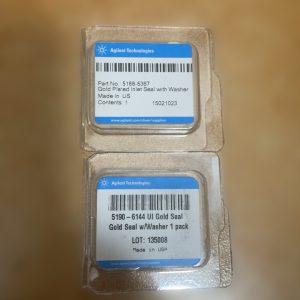 Agilent Technologies
Part No. 5188-5367
Gold Plated Inlet Seal with Washer
Made in US
Contents: 1 15021023
Agilent Technologies
5190-6144 UI Gold Seal
Gold Seal w/Washer 1 pack
LOT: 135008
Made in USA